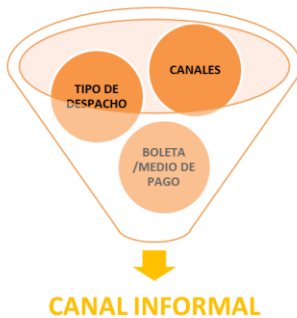 CANALES
TIPO DE
DESPACHO
BOLETA
/MEDIO DE
PAGO
CANAL INFORMAL